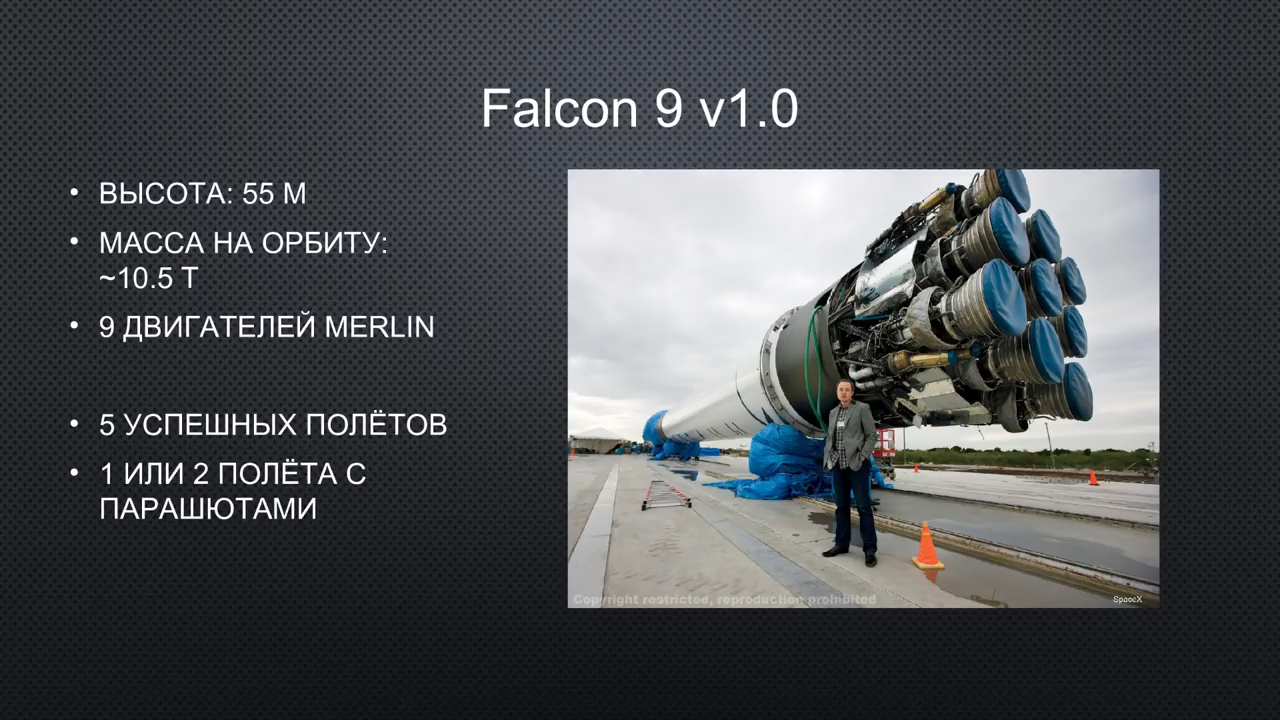 Falcon 9 v1.0
• ВЫСОТА: 55 М
• МАССА НА ОРБИТУ:
~10.5 Т
• 9 ДВИГАТЕЛЕЙ MERLIN
• 5 УСПЕШНЫХ ПОЛЁТОВ
• 1 ИЛИ 2 ПОЛЁТА С
ПАРАШЮТАМИ
Copyright restricted, reproduction prohibited
SpaceX